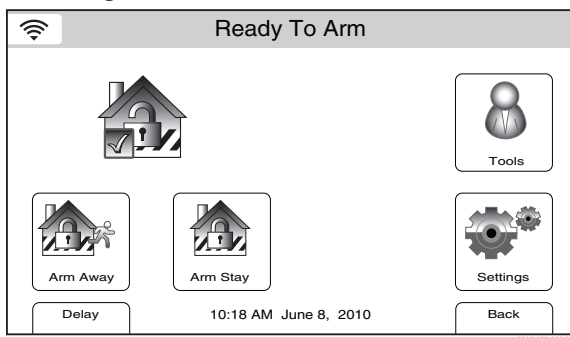 Ready To Arm
Tools
Arm Away
Arm Stay
Settings
Delay
10:18 AM June 8, 2010
Back